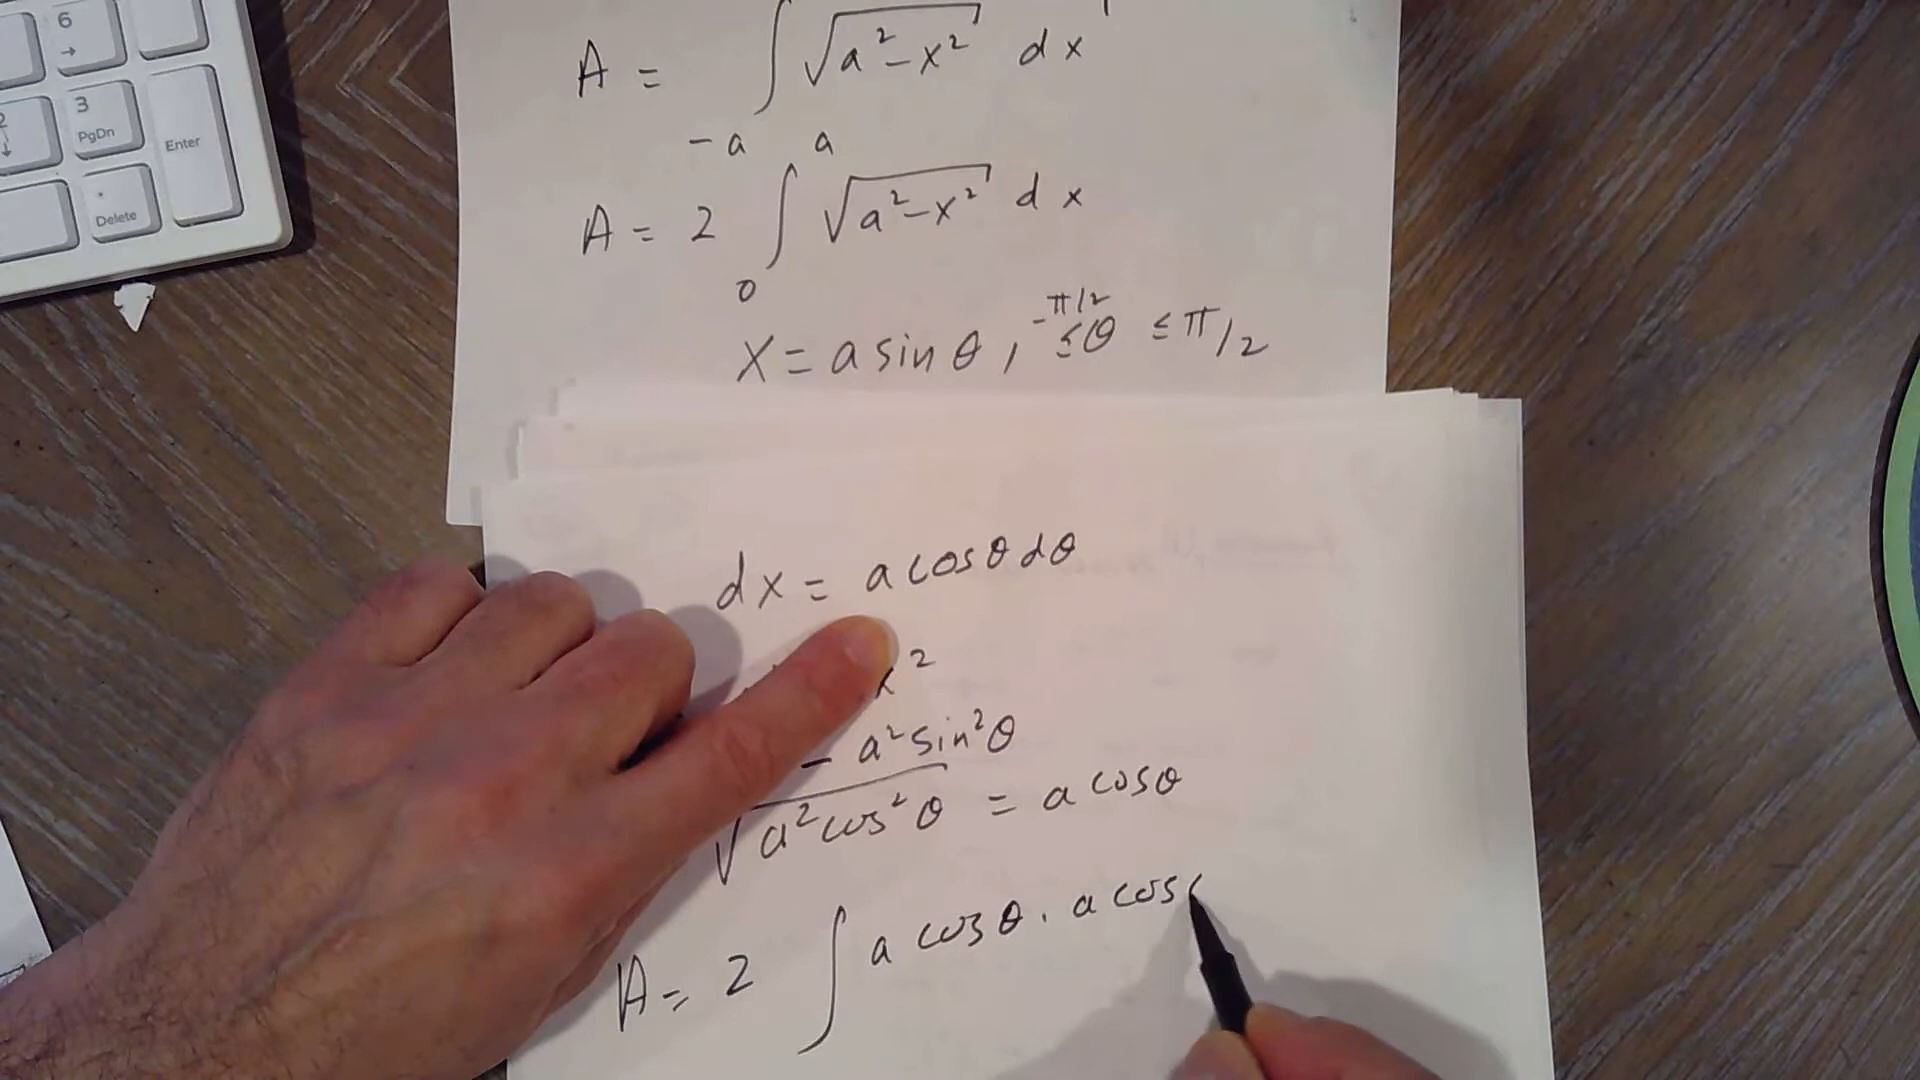 6
→
3
PgDn
Enter
2
↓
.
Delete
A = ∫ √a²-x² dx
-a a
A = 2 ∫ √a²-x² dx
0
x = a sin θ, -π/2 ≤ θ ≤ π/2
dx = a cos θ dθ
x²
- a² sin² θ
√a² cos² θ = a cos θ
A = 2 ∫ a cos θ . a cos